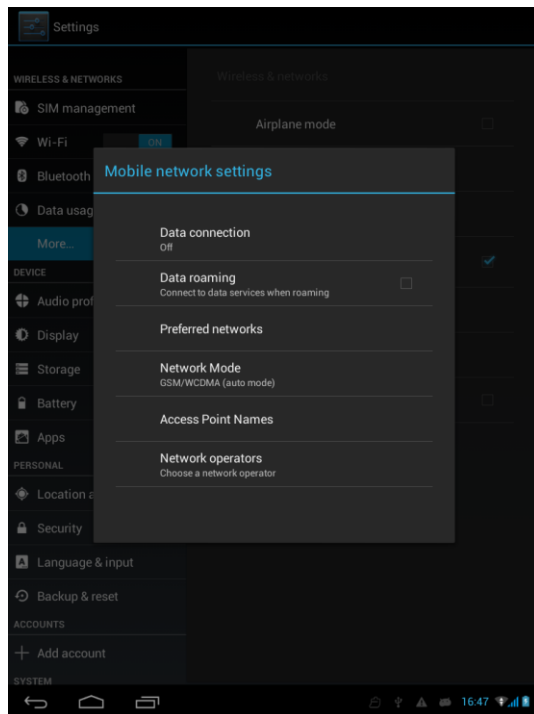 Settings
WIRELESS & NETWORKS
SIM management
Wi-Fi
ON
Bluetooth
Data usag
More...
DEVICE
Audio prof
Display
Storage
Battery
Apps
PERSONAL
Location a
Security
Language & input
Backup & reset
ACCOUNTS
Add account
SYSTEM
Wireless & networks
Airplane mode
Mobile network settings
Data connection
Off
Data roaming
Connect to data services when roaming
Preferred networks
Network Mode
GSM/WCDMA (auto mode)
Access Point Names
Network operators
Choose a network operator
16:47